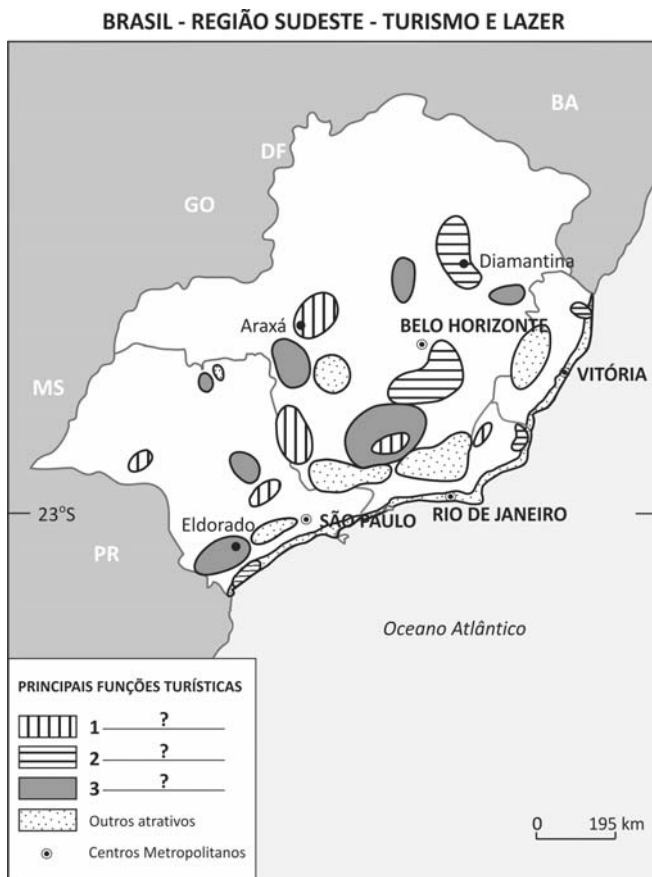 BRASIL - REGIÃO SUDESTE - TURISMO E LAZER
BA
DF
GO
Diamantina
Araxá
BELO HORIZONTE
MS
VITÓRIA
23°S
SÃO PAULO
RIO DE JANEIRO
Eldorado
PR
Oceano Atlântico
PRINCIPAIS FUNÇÕES TURÍSTICAS
1 ?
2 ?
3 ?
Outros atrativos
Centros Metropolitanos
0 195 km